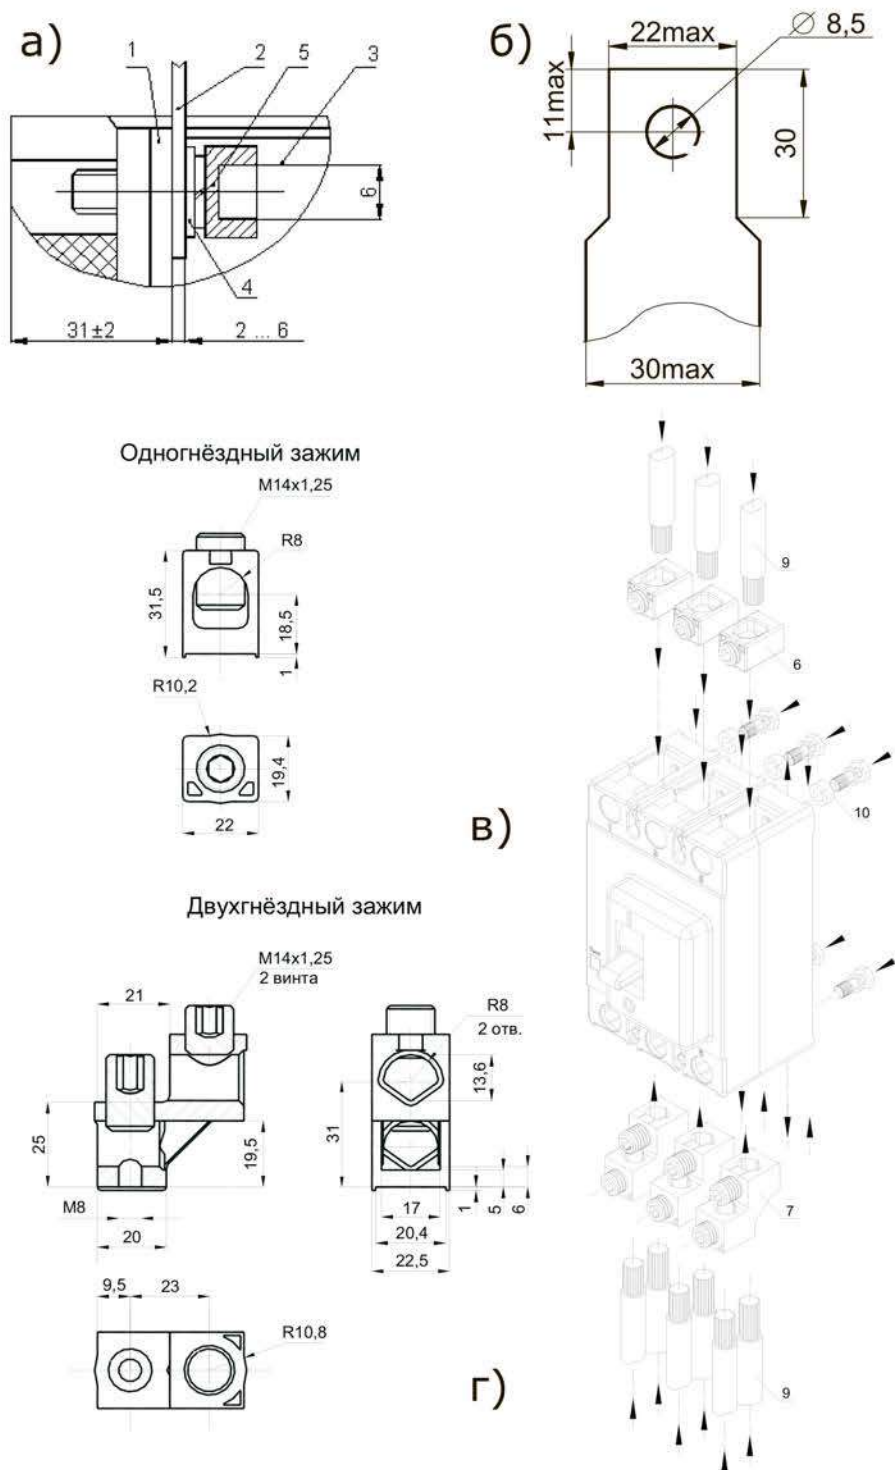 а)
1
2
5
3
6
4
31±2
2 ... 6
б)
22max
Ø 8,5
11max
30
30max
Одногнёздный зажим
M14x1,25
R8
31,5
18,5
1
R10,2
19,4
22
9
6
10
в)
Двухгнёздный зажим
M14x1,25
2 винта
21
25
19,5
M8
20
R8
2 отв.
13,6
31
1
5
6
17
20,4
22,5
9,5
23
R10,8
7
9
г)